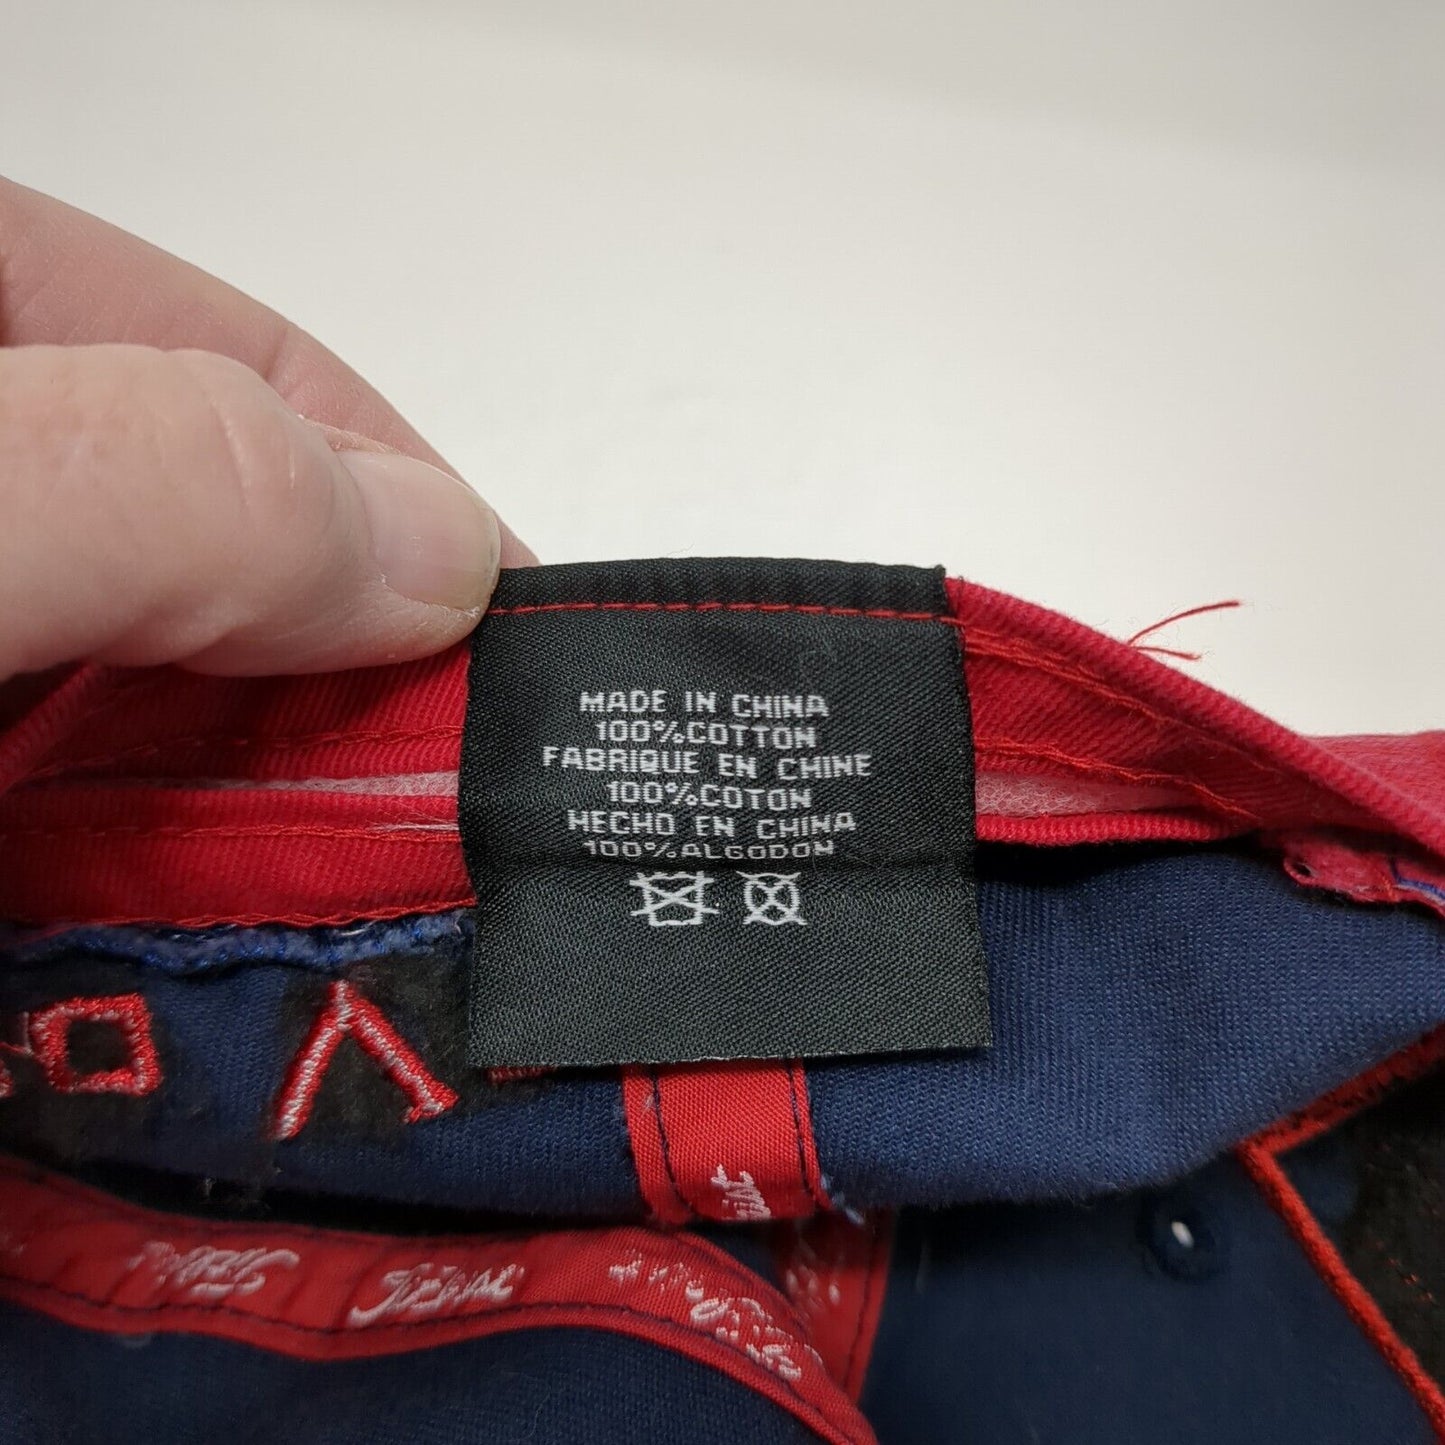 MADE IN CHINA
100%COTTON
FABRIQUE EN CHINE
100%COTON
HECHO EN CHINA
100%ALGODON